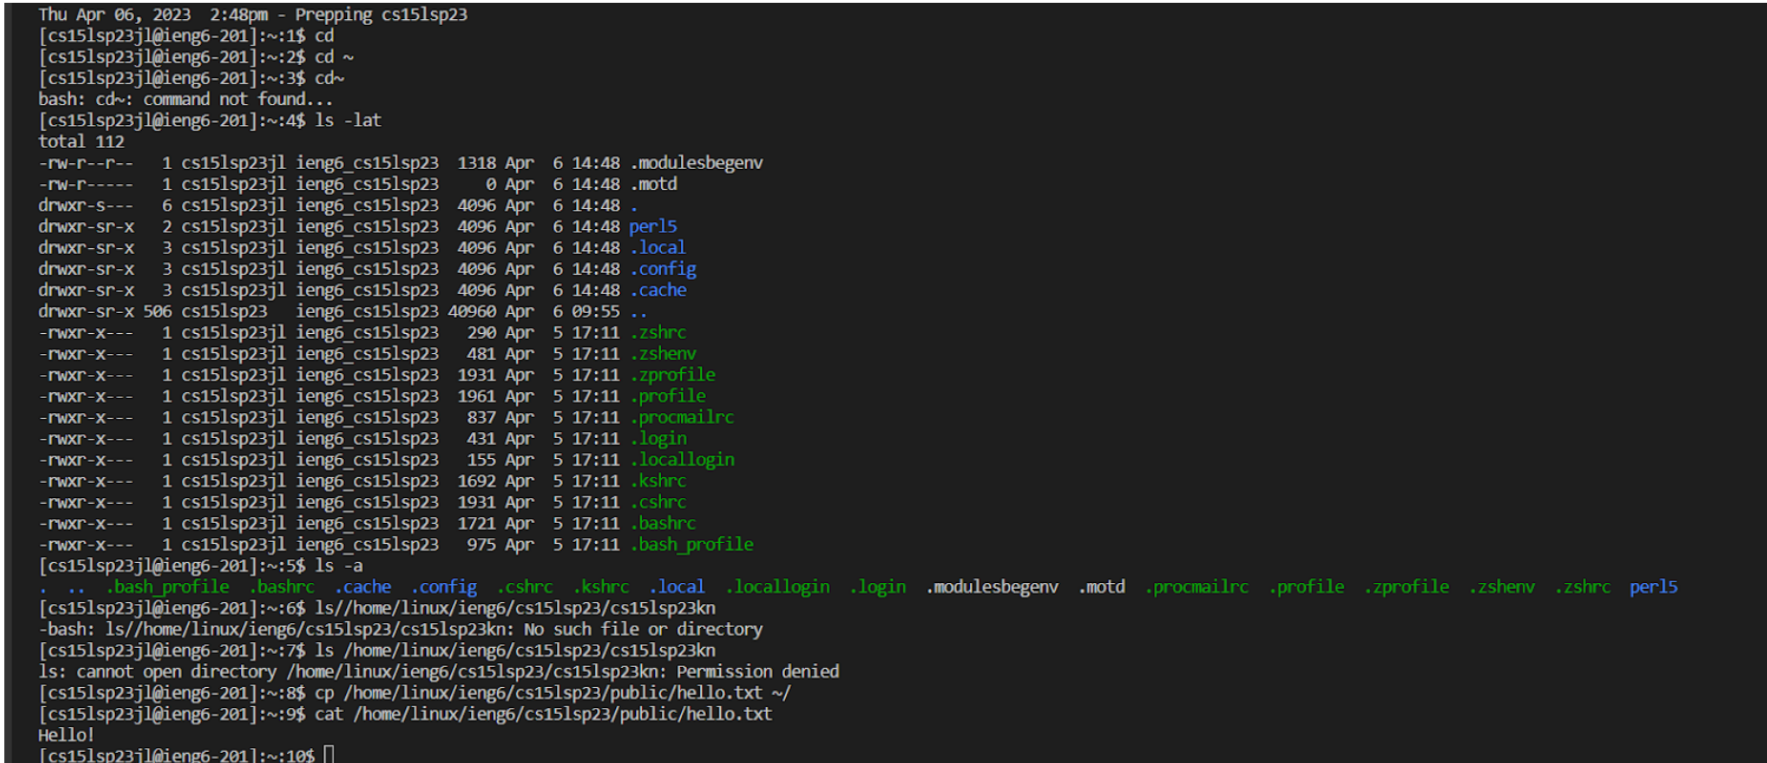 Thu Apr 06, 2023  2:48pm - Prepping cs15lsp23
[cs15lsp23jl@ieng6-201]:~:1$ cd
[cs15lsp23jl@ieng6-201]:~:2$ cd ~
[cs15lsp23jl@ieng6-201]:~:3$ cd~
bash: cd~: command not found...
[cs15lsp23jl@ieng6-201]:~:4$ ls -lat
total 112
-rw-r--r--   1 cs15lsp23jl ieng6_cs15lsp23  1318 Apr  6 14:48 .modulesbegenv
-rw-r-----   1 cs15lsp23jl ieng6_cs15lsp23     0 Apr  6 14:48 .motd
drwxr-s---   6 cs15lsp23jl ieng6_cs15lsp23  4096 Apr  6 14:48 .
drwxr-sr-x   2 cs15lsp23jl ieng6_cs15lsp23  4096 Apr  6 14:48 perl5
drwxr-sr-x   3 cs15lsp23jl ieng6_cs15lsp23  4096 Apr  6 14:48 .local
drwxr-sr-x   3 cs15lsp23jl ieng6_cs15lsp23  4096 Apr  6 14:48 .config
drwxr-sr-x   3 cs15lsp23jl ieng6_cs15lsp23  4096 Apr  6 14:48 .cache
drwxr-sr-x 506 cs15lsp23   ieng6_cs15lsp23 40960 Apr  6 09:55 ..
-rwxr-x---   1 cs15lsp23jl ieng6_cs15lsp23   290 Apr  5 17:11 .zshrc
-rwxr-x---   1 cs15lsp23jl ieng6_cs15lsp23   481 Apr  5 17:11 .zshenv
-rwxr-x---   1 cs15lsp23jl ieng6_cs15lsp23  1931 Apr  5 17:11 .zprofile
-rwxr-x---   1 cs15lsp23jl ieng6_cs15lsp23  1961 Apr  5 17:11 .profile
-rwxr-x---   1 cs15lsp23jl ieng6_cs15lsp23   837 Apr  5 17:11 .procmailrc
-rwxr-x---   1 cs15lsp23jl ieng6_cs15lsp23   431 Apr  5 17:11 .login
-rwxr-x---   1 cs15lsp23jl ieng6_cs15lsp23   155 Apr  5 17:11 .locallogin
-rwxr-x---   1 cs15lsp23jl ieng6_cs15lsp23  1692 Apr  5 17:11 .kshrc
-rwxr-x---   1 cs15lsp23jl ieng6_cs15lsp23  1931 Apr  5 17:11 .cshrc
-rwxr-x---   1 cs15lsp23jl ieng6_cs15lsp23  1721 Apr  5 17:11 .bashrc
-rwxr-x---   1 cs15lsp23jl ieng6_cs15lsp23   975 Apr  5 17:11 .bash_profile
[cs15lsp23jl@ieng6-201]:~:5$ ls -a
.  ..  .bash_profile  .bashrc  .cache  .config  .cshrc  .kshrc  .local  .locallogin  .login  .modulesbegenv  .motd  .procmailrc  .profile  .zprofile  .zshenv  .zshrc  perl5
[cs15lsp23jl@ieng6-201]:~:6$ ls//home/linux/ieng6/cs15lsp23/cs15lsp23kn
-bash: ls//home/linux/ieng6/cs15lsp23/cs15lsp23kn: No such file or directory
[cs15lsp23jl@ieng6-201]:~:7$ ls /home/linux/ieng6/cs15lsp23/cs15lsp23kn
ls: cannot open directory /home/linux/ieng6/cs15lsp23/cs15lsp23kn: Permission denied
[cs15lsp23jl@ieng6-201]:~:8$ cp /home/linux/ieng6/cs15lsp23/public/hello.txt ~/
[cs15lsp23jl@ieng6-201]:~:9$ cat /home/linux/ieng6/cs15lsp23/public/hello.txt
Hello!
[cs15lsp23jl@ieng6-201]:~:10$